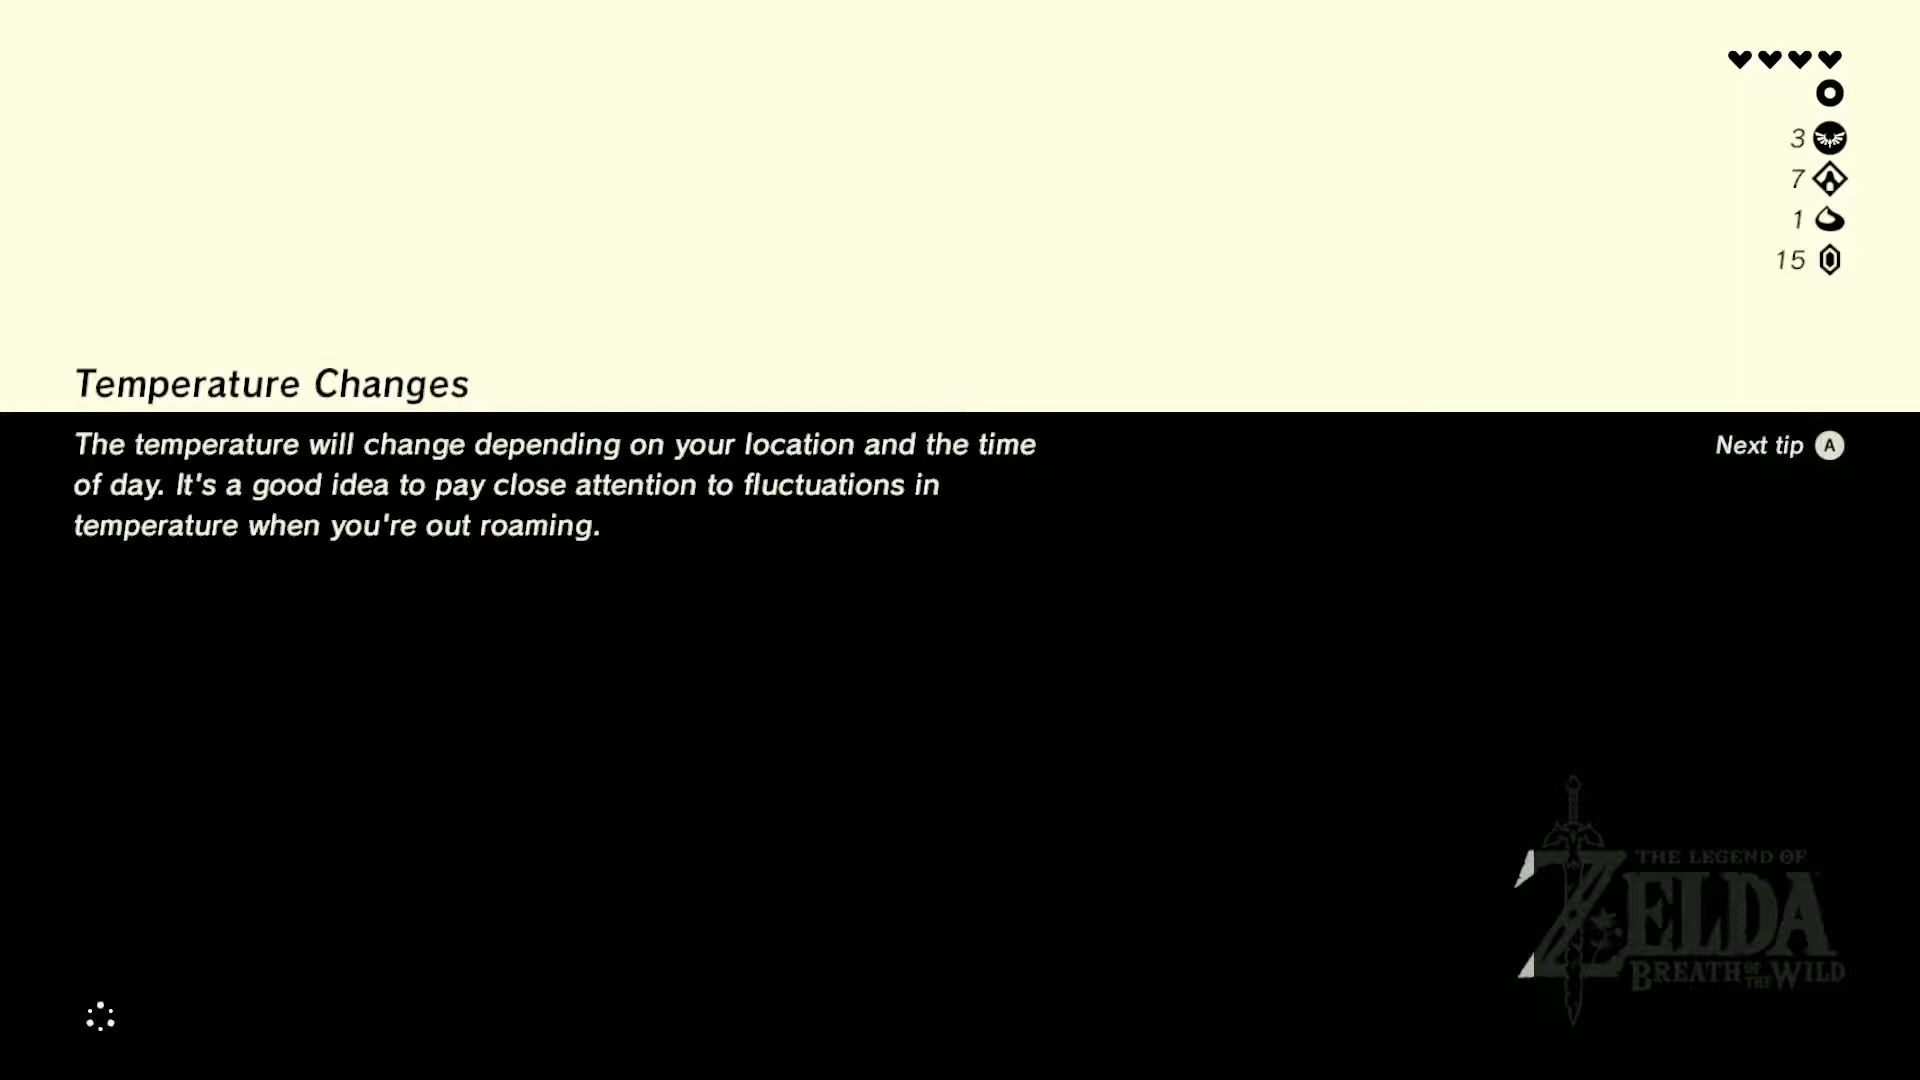 3
7
1
15
Temperature Changes
The temperature will change depending on your location and the time
of day. It's a good idea to pay close attention to fluctuations in
temperature when you're out roaming.
Next tip A
THE LEGEND OF
ZELDA
BREATH OF THE WILD